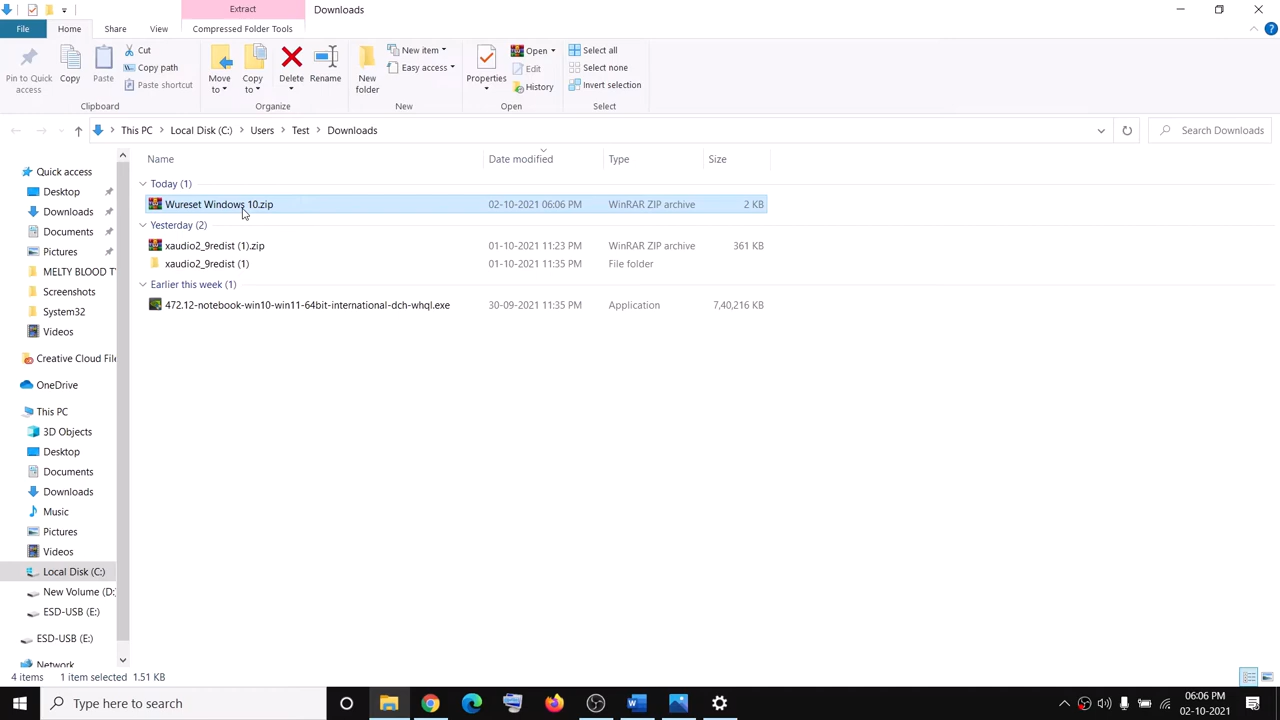 Extract
Downloads
File
Home
Share
View
Compressed Folder Tools
Pin to Quick
access
Copy
Paste
Cut
Copy path
Paste shortcut
Clipboard
Move
to
Copy
to
Delete
Rename
Organize
New
folder
New item
Easy access
New
Properties
Open
Edit
History
Open
Select all
Select none
Invert selection
Select
This PC
Local Disk (C:)
Users
Test
Downloads
Search Downloads
Name
Date modified
Type
Size
Today (1)
Wureset Windows 10.zip 02-10-2021 06:06 PM WinRAR ZIP archive 2 KB
Yesterday (2)
xaudio2_9redist (1).zip 01-10-2021 11:23 PM WinRAR ZIP archive 361 KB
xaudio2_9redist (1) 01-10-2021 11:35 PM File folder
Earlier this week (1)
472.12-notebook-win10-win11-64bit-international-dch-whql.exe 30-09-2021 11:35 PM Application 7,40,216 KB
Quick access
Desktop
Downloads
Documents
Pictures
MELTY BLOOD T
Screenshots
System32
Videos
Creative Cloud File
OneDrive
This PC
3D Objects
Desktop
Documents
Downloads
Music
Pictures
Videos
Local Disk (C:)
New Volume (D:)
ESD-USB (E:)
ESD-USB (E:)
Network
4 items 1 item selected 1.51 KB
Type here to search
06:06 PM
02-10-2021